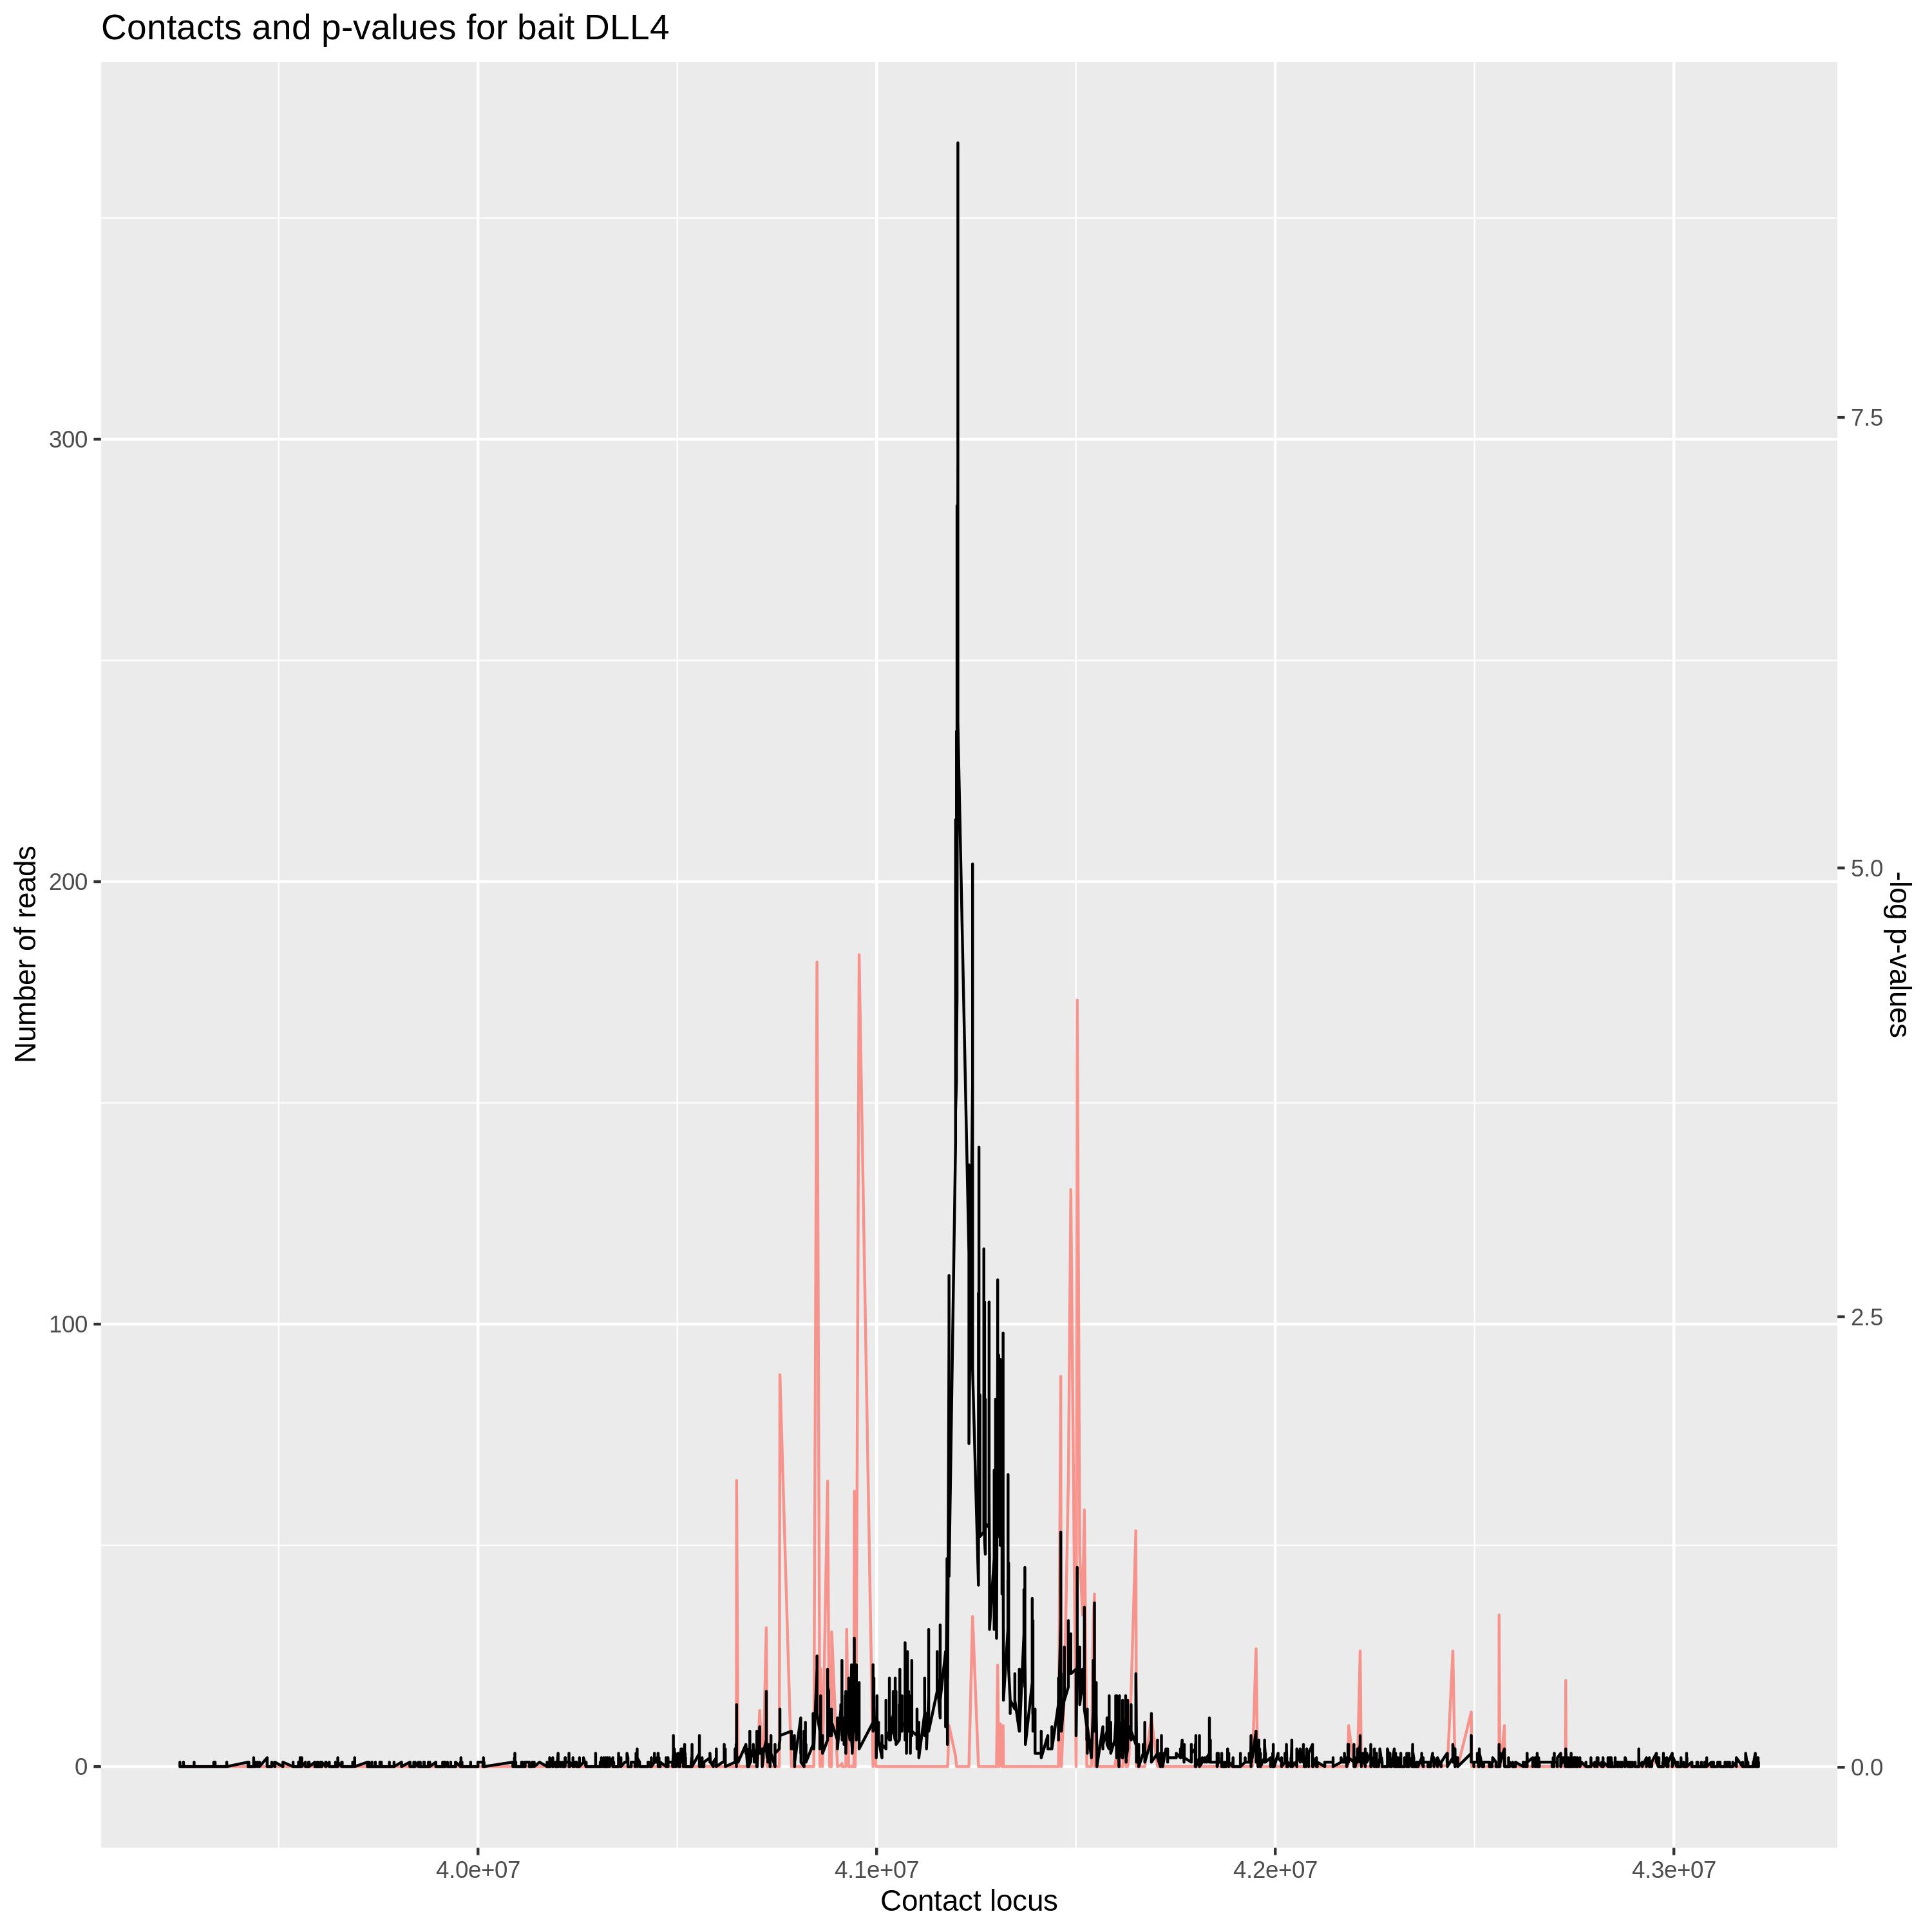 Contacts and p-values for bait DLL4
Number of reads
300
200
100
0
7.5
5.0
2.5
0.0
-log p-values
4.0e+07
4.1e+07
4.2e+07
4.3e+07
Contact locus